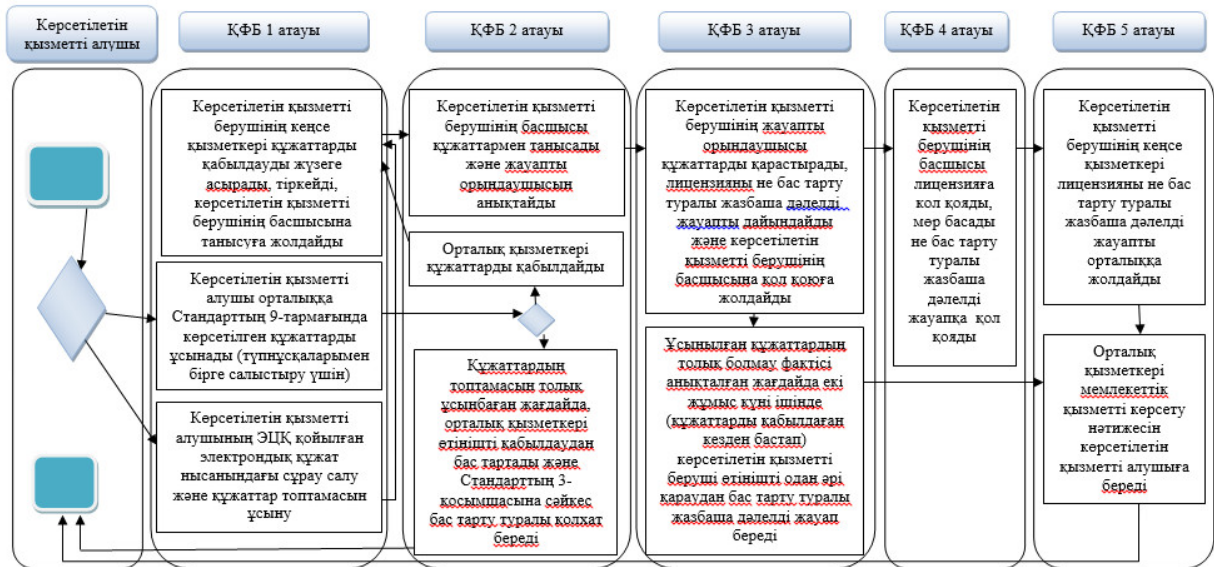 Көрсетілетін
қызметті алушы
ҚФБ 1 атауы
ҚФБ 2 атауы
ҚФБ 3 атауы
ҚФБ 4 атауы
ҚФБ 5 атауы
Көрсетілетін қызметті
берушінің кеңсе
қызметкері құжаттарды
қабылдауды жүзеге
асырады, тіркейді,
көрсетілетін қызметті
берушінің басшысына
танысуға жолдайды
Көрсетілетін қызметті
алушы орталыққа
Стандарттың 9-тармағында
көрсетілген құжаттарды
ұсынады (түпнұсқаларымен
бірге салыстыру үшін)
Көрсетілетін қызметті
алушының ЭЦҚ қойылған
электрондық құжат
нысанындағы сұрау салу
және құжаттар топтамасын
ұсыну
Көрсетілетін қызметті
берушінің басшысы
құжаттармен танысады
және жауапты
орындаушысын
анықтайды
Орталық қызметкері
құжаттарды қабылдайды
Құжаттардың
топтамасын толық
ұсынбаған жағдайда,
орталық қызметкері
өтінішті қабылдаудан
бас тартады және
Стандарттың 3-
қосымшасына сәйкес
бас тарту туралы қолхат
береді
Көрсетілетін қызметті
берушінің жауапты
орындаушысы
құжаттарды қарастырады,
лицензияны не бас тарту
туралы жазбаша дәлелді
жауапты дайындайды
және көрсетілетін
қызметті берушінің
басшысына қол қоюға
жолдайды
Ұсынылған құжаттардың
толық болмау фактісі
анықталған жағдайда екі
жұмыс күні ішінде
(құжаттарды қабылдаған
кезден бастап)
көрсетілетін қызметті
беруші өтінішті одан әрі
қараудан бас тарту туралы
жазбаша дәлелді жауап
береді
Көрсетілетін
қызметті
берушінің
басшысы
лицензияға
қол қояды,
мөр басады
не бас тарту
туралы
жазбаша
дәлелді
жауапқа қол
қояды
Көрсетілетін
қызметті
берушінің кеңсе
қызметкері
лицензияны не бас
тарту туралы
жазбаша дәлелді
жауапты
орталыққа
жолдайды
Орталық
қызметкері
мемлекеттік
қызметті көрсету
нәтижесін
көрсетілетін
қызметті алушыға
береді